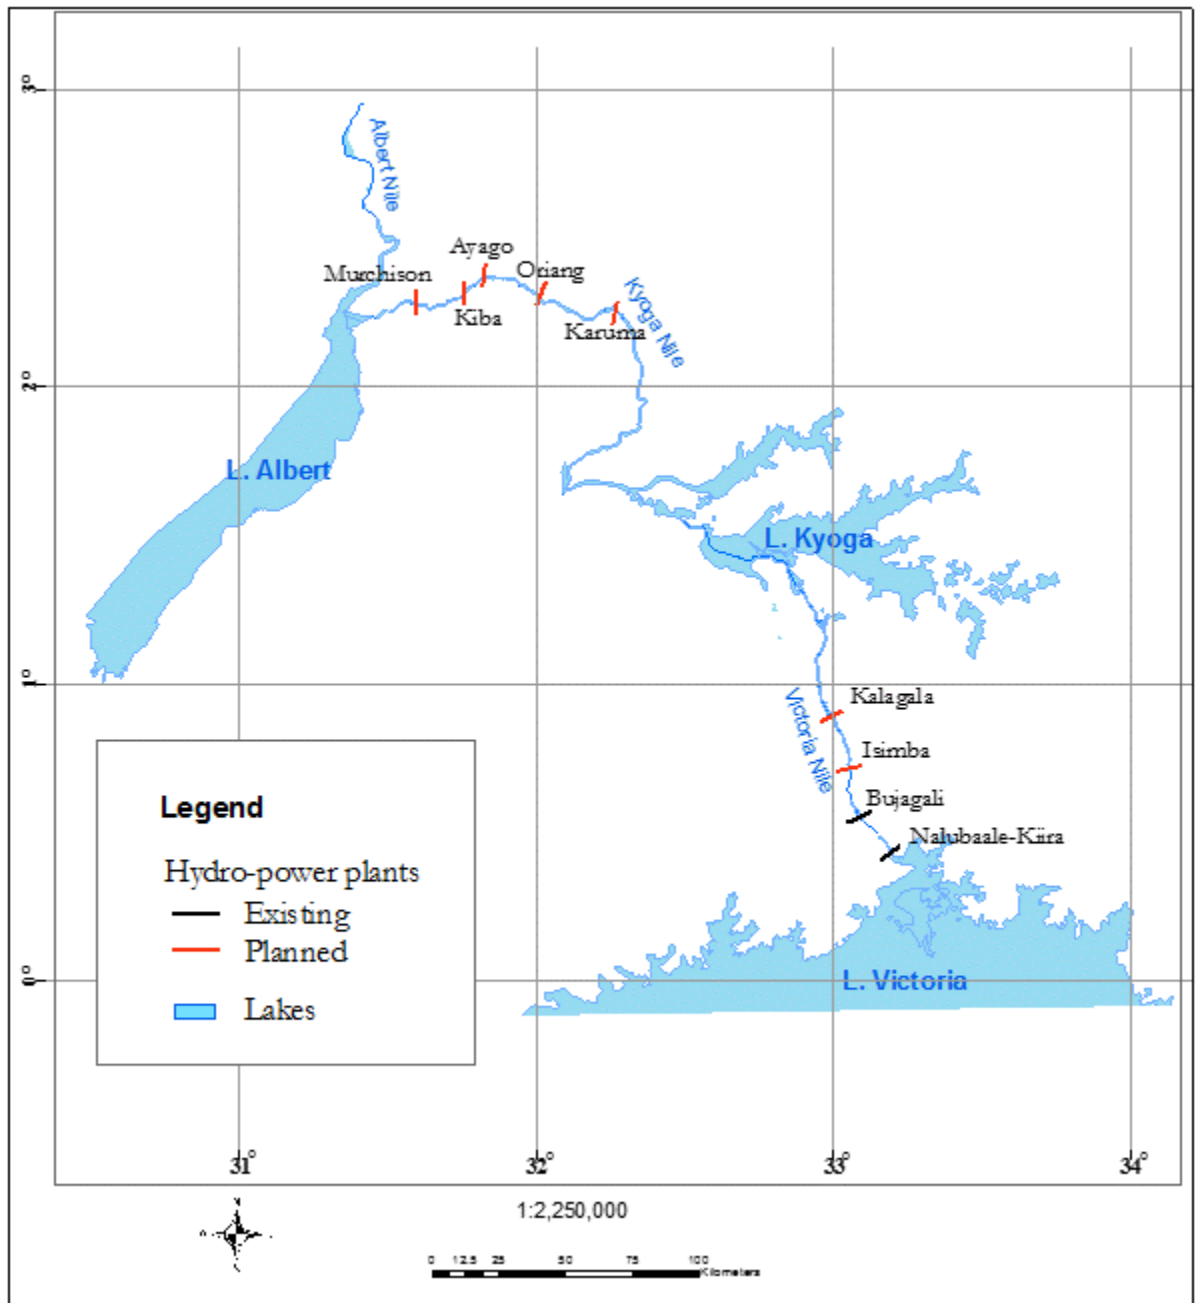 3°
Albert Nile
Ayago
Murchison
Oriang
Kiba
Karuma
Kyoga Nile
2°
L. Albert
L. Kyoga
1°
Kalagala
Victoria Nile
Isimba
Bujagali
Nalubaale-Kiira
Legend
Hydro-power plants
Existing
Planned
Lakes
0°
L. Victoria
31° 32° 33° 34°
1:2,250,000
0 12.5 25 50 75 100
Kilometers